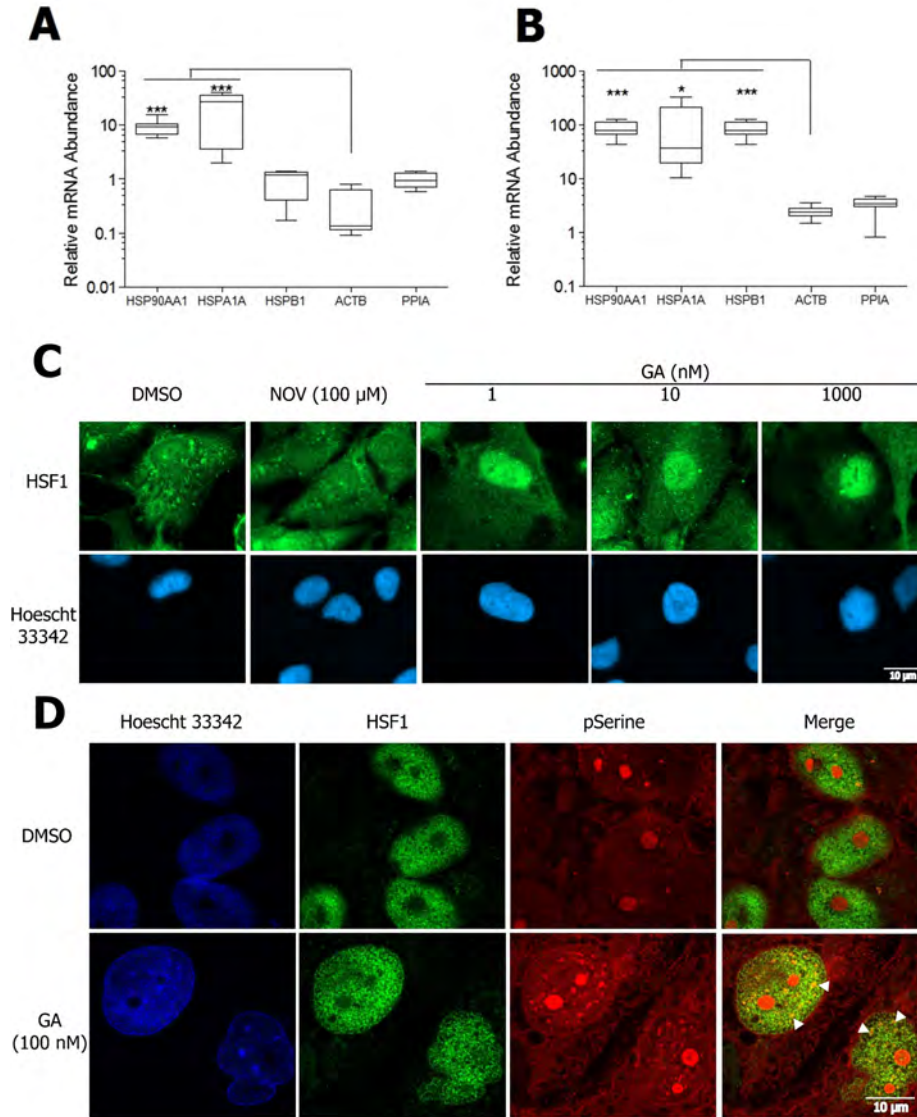 A
B
Relative mRNA Abundance
100
10
1
0.1
0.01
***
***
HSP90AA1 HSPA1A HSPB1 ACTB PPIA
Relative mRNA Abundance
1000
100
10
1
0.1
***
*
***
HSP90AA1 HSPA1A HSPB1 ACTB PPIA
C
GA (nM)
DMSO NOV (100 µM) 1 10 1000
HSF1
Hoescht
33342
10 µm
D
Hoescht 33342 HSF1 pSerine Merge
DMSO
GA
(100 nM)
10 µm